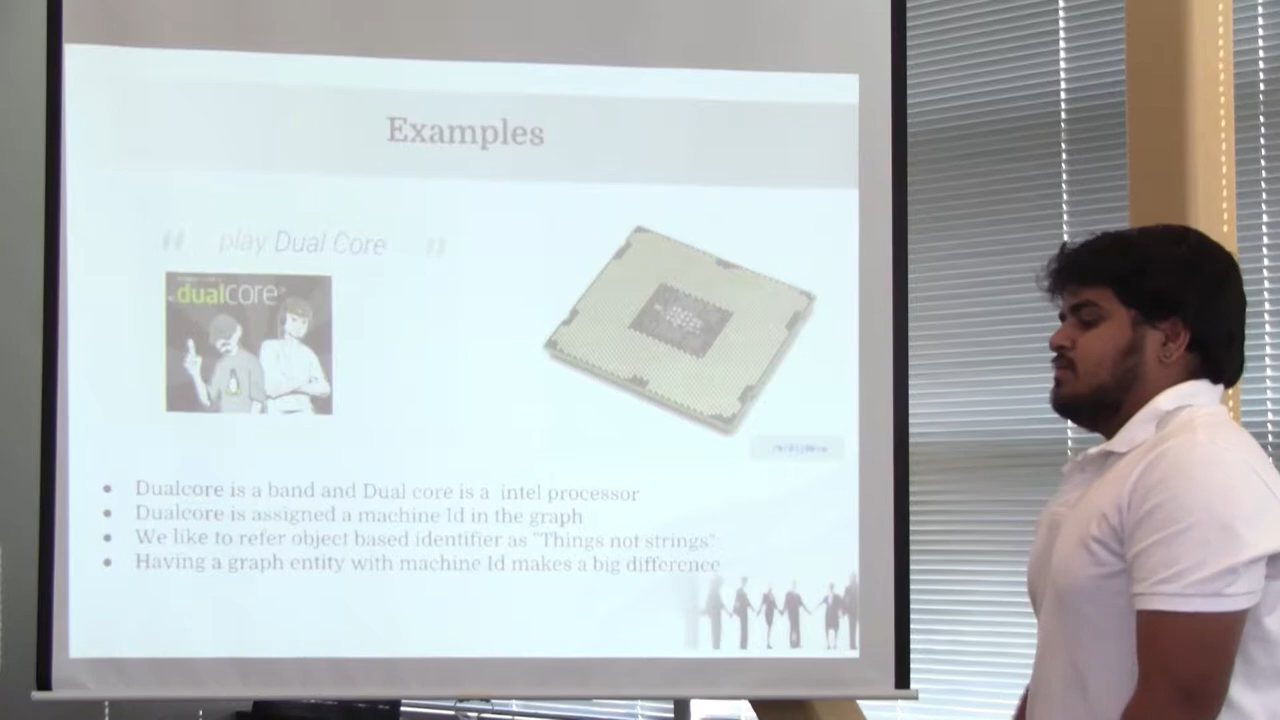 Examples
" play Dual Core "
dualcore
Dualcore is a band and Dual core is a intel processor
Dualcore is assigned a machine Id in the graph
We like to refer object based identifier as "Things not strings"
Having a graph entity with machine Id makes a big difference